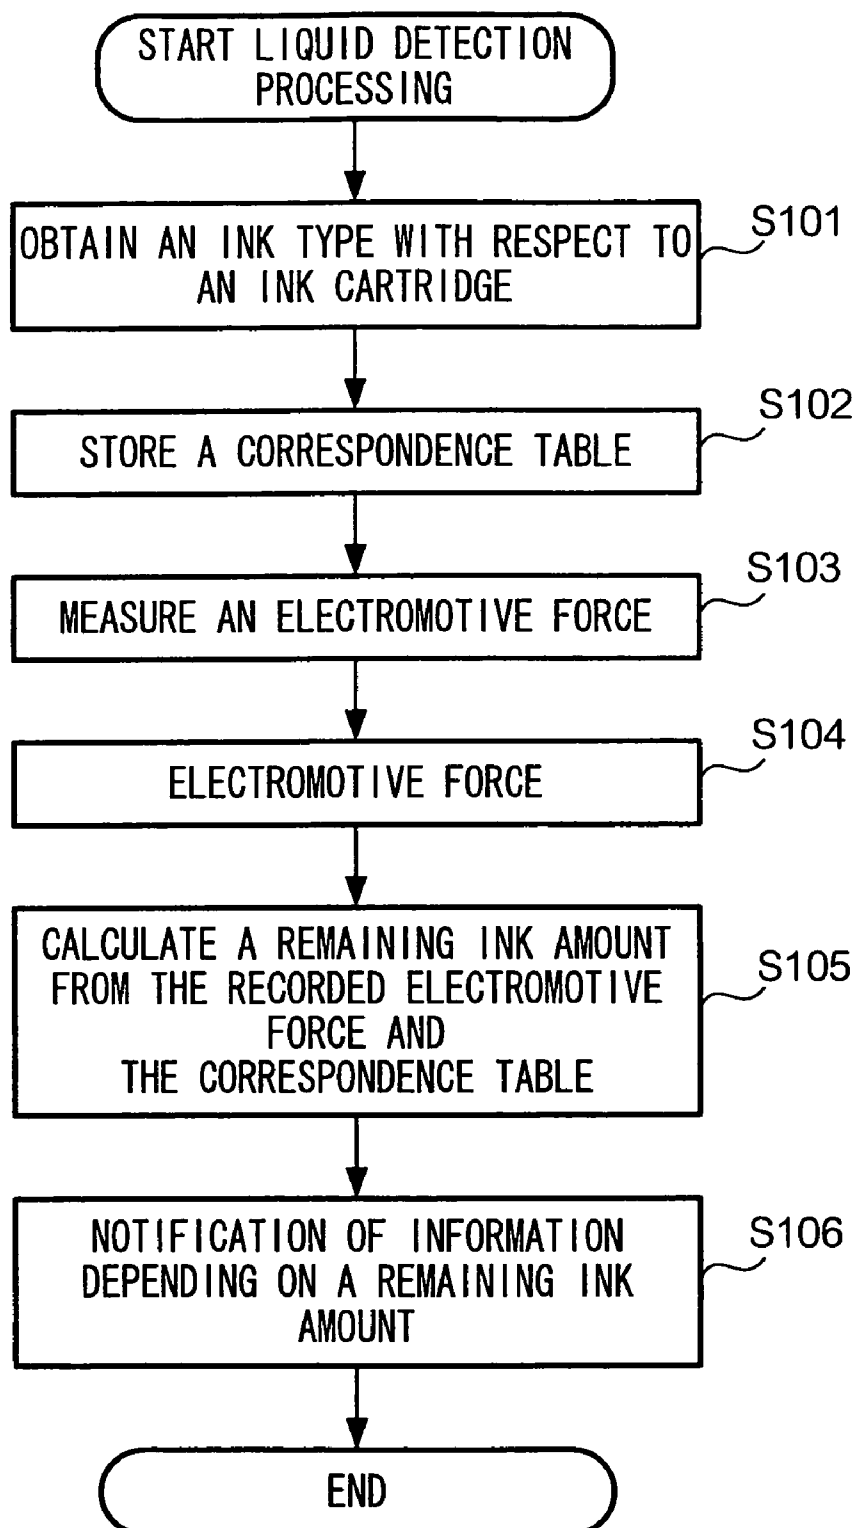 START LIQUID DETECTION
PROCESSING
OBTAIN AN INK TYPE WITH RESPECT TO
AN INK CARTRIDGE
S101
STORE A CORRESPONDENCE TABLE
S102
MEASURE AN ELECTROMOTIVE FORCE
S103
ELECTROMOTIVE FORCE
S104
CALCULATE A REMAINING INK AMOUNT
FROM THE RECORDED ELECTROMOTIVE
FORCE AND
THE CORRESPONDENCE TABLE
S105
NOTIFICATION OF INFORMATION
DEPENDING ON A REMAINING INK
AMOUNT
S106
END